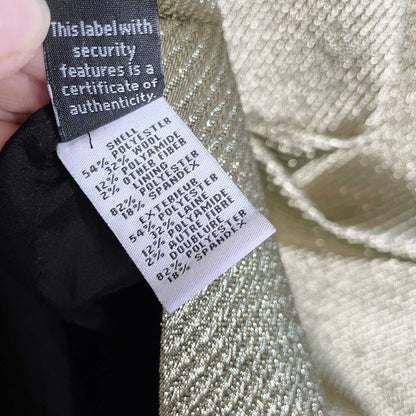 This label with
security
features is a
certificate of
authenticity.
SHELL
54% POLYESTER
32% WOOL
12% POLYAMIDE
2% OTHER FIBER
LINING
82% POLYESTER
18% SPANDEX
EXTERIEUR
54% POLYESTER
32% LAINE
12% POLYAMIDE
2% AUTRE FIBRE
DOUBLURE
82% POLYESTER
18% SPANDEX